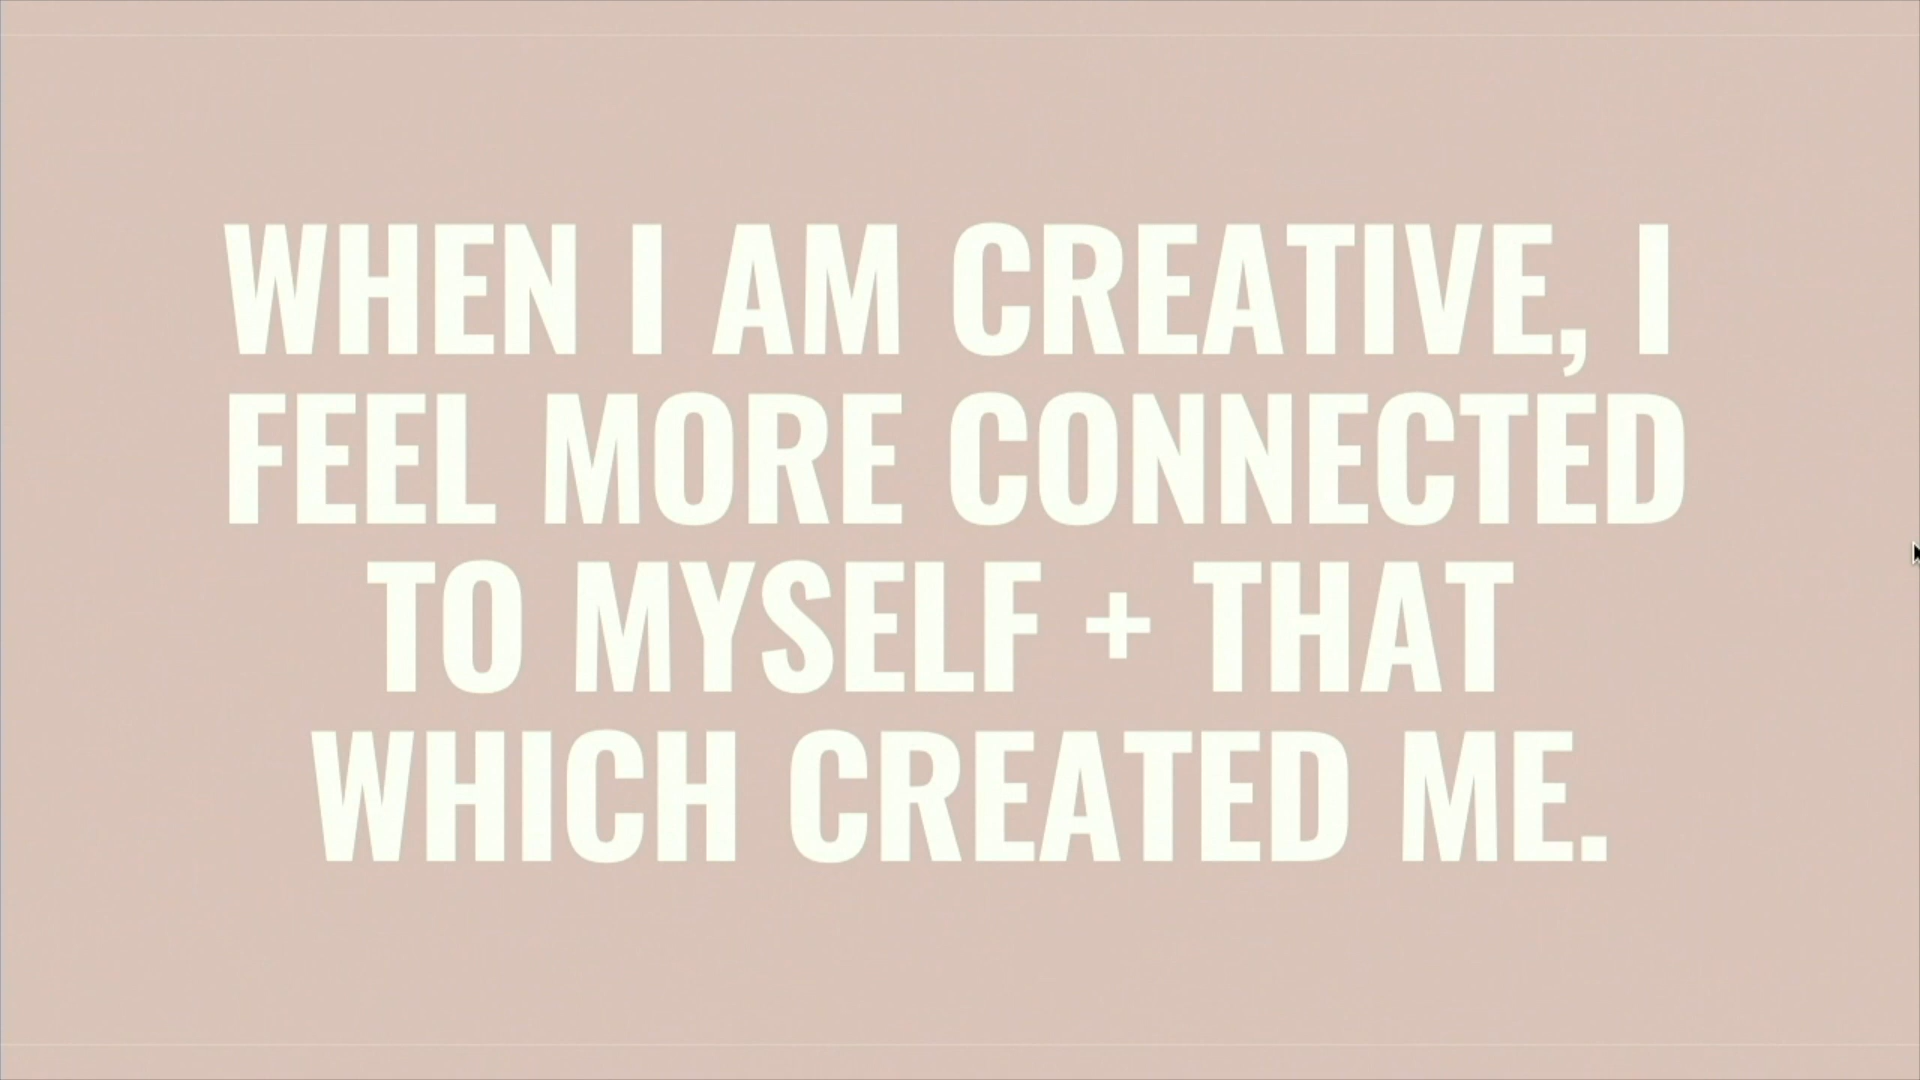 WHEN I AM CREATIVE, I
FEEL MORE CONNECTED
TO MYSELF + THAT
WHICH CREATED ME.